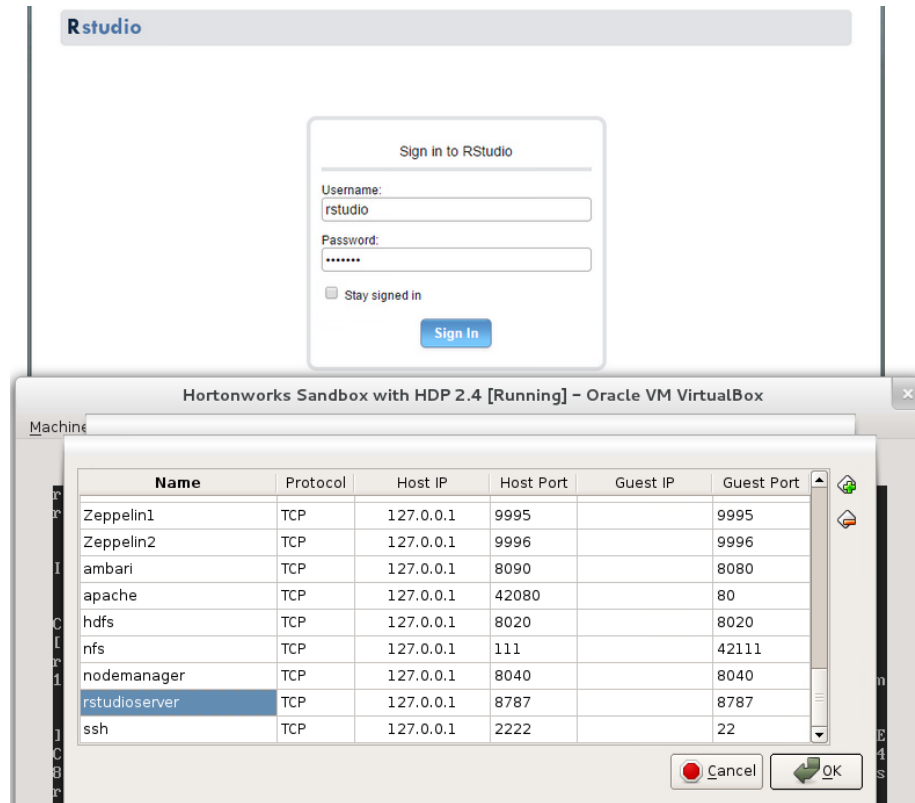 Rstudio
Sign in to RStudio
Username:
rstudio
Password:
•••••••
Stay signed in
Sign In
Hortonworks Sandbox with HDP 2.4 [Running] – Oracle VM VirtualBox
Machine
Name Protocol Host IP Host Port Guest IP Guest Port
Zeppelin1 TCP 127.0.0.1 9995 9995
Zeppelin2 TCP 127.0.0.1 9996 9996
ambari TCP 127.0.0.1 8090 8080
apache TCP 127.0.0.1 42080 80
hdfs TCP 127.0.0.1 8020 8020
nfs TCP 127.0.0.1 111 42111
nodemanager TCP 127.0.0.1 8040 8040
rstudioserver TCP 127.0.0.1 8787 8787
ssh TCP 127.0.0.1 2222 22
Cancel OK